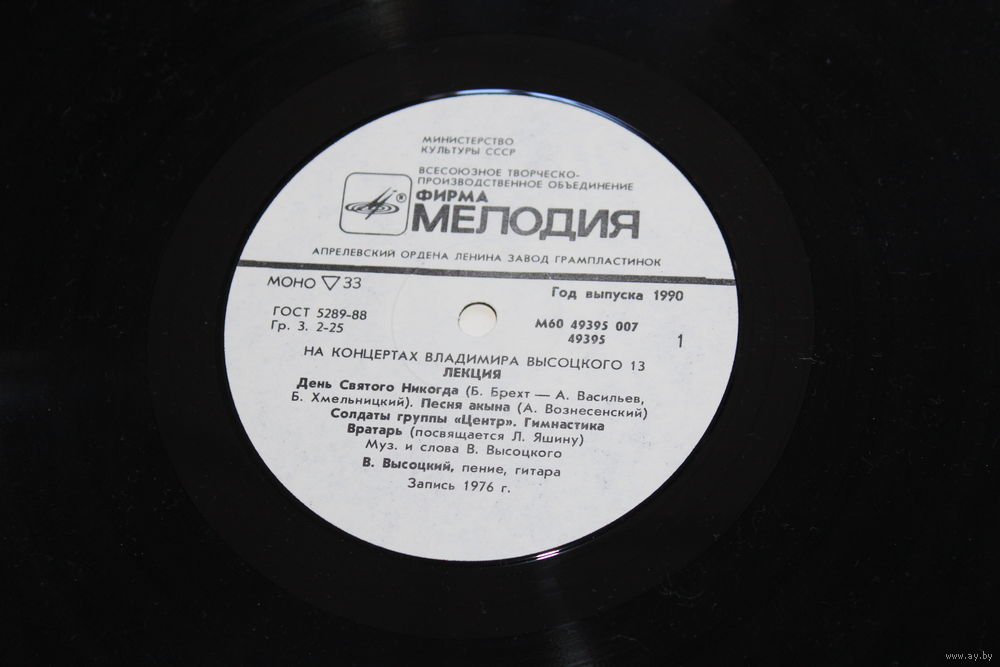 МИНИСТЕРСТВО
КУЛЬТУРЫ СССР
ВСЕСОЮЗНОЕ ТВОРЧЕСКО-
ПРОИЗВОДСТВЕННОЕ ОБЪЕДИНЕНИЕ
®
ФИРМА
МЕЛОДИЯ
АПРЕЛЕВСКИЙ ОРДЕНА ЛЕНИНА ЗАВОД ГРАМПЛАСТИНОК
МОНО ▽ 33
Год выпуска 1990
ГОСТ 5289-88
Гр. 3. 2-25
М60 49395 007
49395
1
НА КОНЦЕРТАХ ВЛАДИМИРА ВЫСОЦКОГО 13
ЛЕКЦИЯ
День Святого Никогда (Б. Брехт — А. Васильев,
Б. Хмельницкий). Песня акына (А. Вознесенский)
Солдаты группы «Центр». Гимнастика
Вратарь (посвящается Л. Яшину)
Муз. и слова В. Высоцкого
В. Высоцкий, пение, гитара
Запись 1976 г.
www.ay.by